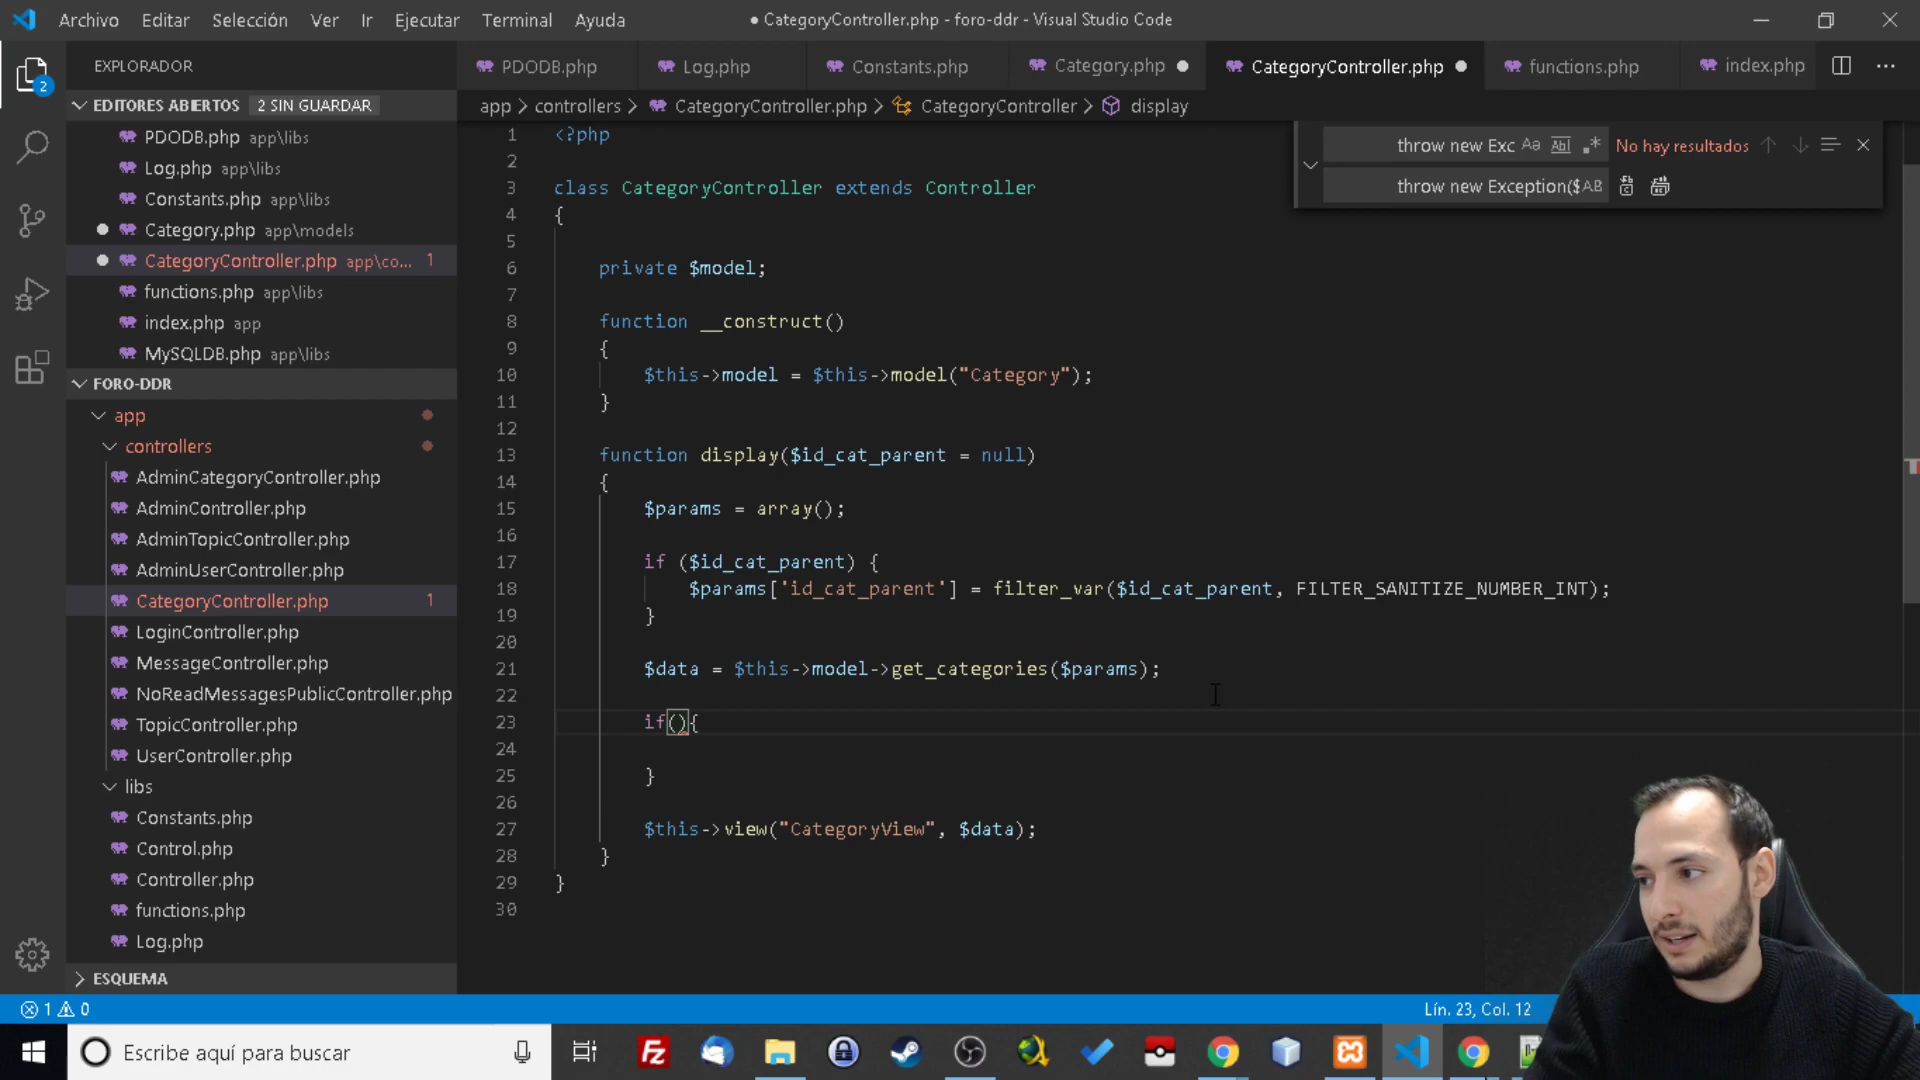 Archivo Editar Selección Ver Ir Ejecutar Terminal Ayuda
● CategoryController.php - foro-ddr - Visual Studio Code
EXPLORADOR
PDODB.php Log.php Constants.php Category.php CategoryController.php functions.php index.php
EDITORES ABIERTOS 2 SIN GUARDAR
app > controllers > CategoryController.php > CategoryController > display
PDODB.php app\libs
Log.php app\libs
Constants.php app\libs
Category.php app\models
CategoryController.php app\co... 1
functions.php app\libs
index.php app
MySQLDB.php app\libs
FORO-DDR
app
controllers
AdminCategoryController.php
AdminController.php
AdminTopicController.php
AdminUserController.php
CategoryController.php 1
LoginController.php
MessageController.php
NoReadMessagesPublicController.php
TopicController.php
UserController.php
libs
Constants.php
Control.php
Controller.php
functions.php
Log.php
ESQUEMA
2
throw new Exc Aa Abl .* No hay resultados
throw new Exception($ AB
1 <?php
2
3 class CategoryController extends Controller
4 {
5
6 private $model;
7
8 function __construct()
9 {
10 $this->model = $this->model("Category");
11 }
12
13 function display($id_cat_parent = null)
14 {
15 $params = array();
16
17 if ($id_cat_parent) {
18 $params['id_cat_parent'] = filter_var($id_cat_parent, FILTER_SANITIZE_NUMBER_INT);
19 }
20
21 $data = $this->model->get_categories($params);
22
23 if(){
24
25 }
26
27 $this->view("CategoryView", $data);
28 }
29 }
30
1 0
Lín. 23, Col. 12
Escribe aquí para buscar